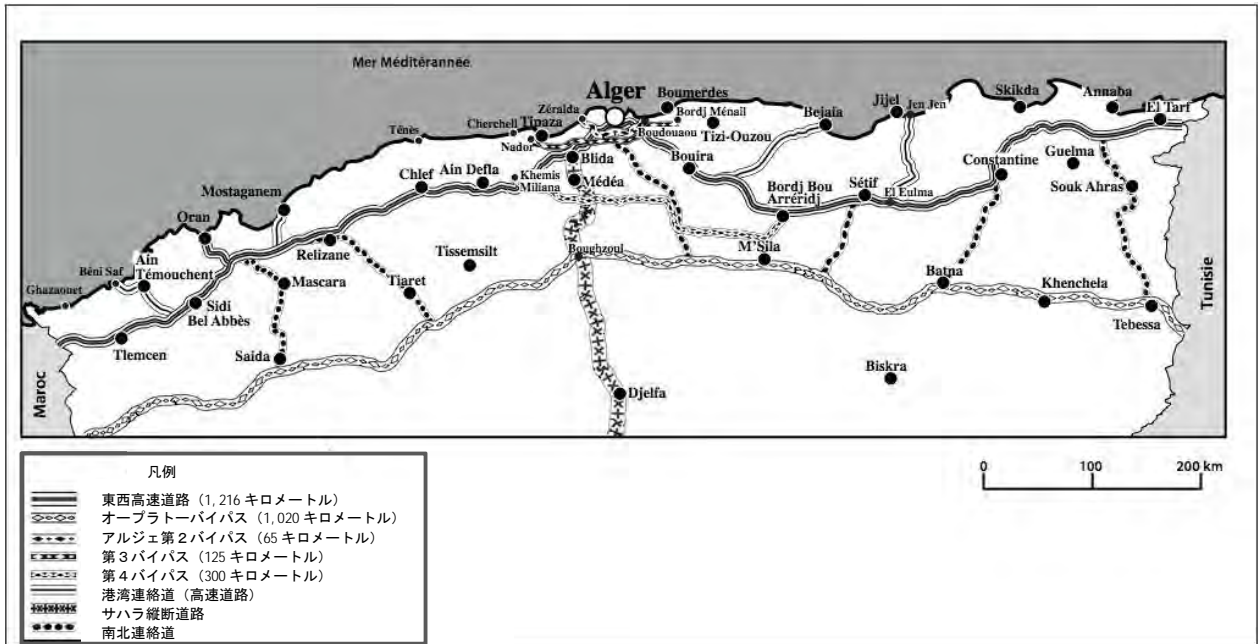 Mer Méditérannée
Alger
Boumerdes
Zéralda
Bordj Ménail
Bejaïa
Jijel
Jen Jen
Skikda
Annaba
El Tarf
Ténès
Cherchell
Tipaza
Nador
Boudouaou
Tizi-Ouzou
Blida
Bouira
Constantine
Guelma
Mostaganem
Chlef
Ain Defla
Khemis
Miliana
Médéa
Bordj Bou
Arréridj
Sétif
El Eulma
Souk Ahras
Oran
Relizane
Tissemsilt
Boughzoul
M'Sila
Béni Saf
Ain
Témouchent
Ghazaouet
Mascara
Tiaret
Batna
Khenchela
Tunisie
Sidi
Bel Abbès
Tebessa
Tlemcen
Saida
Biskra
Maroc
Djelfa
0 100 200 km
凡例
東西高速道路（1,216 キロメートル）
オープラトーバイパス（1,020 キロメートル）
アルジェ第２バイパス（65 キロメートル）
第３バイパス（125 キロメートル）
第４バイパス（300 キロメートル）
港湾連絡道（高速道路）
サハラ縦断道路
南北連絡道